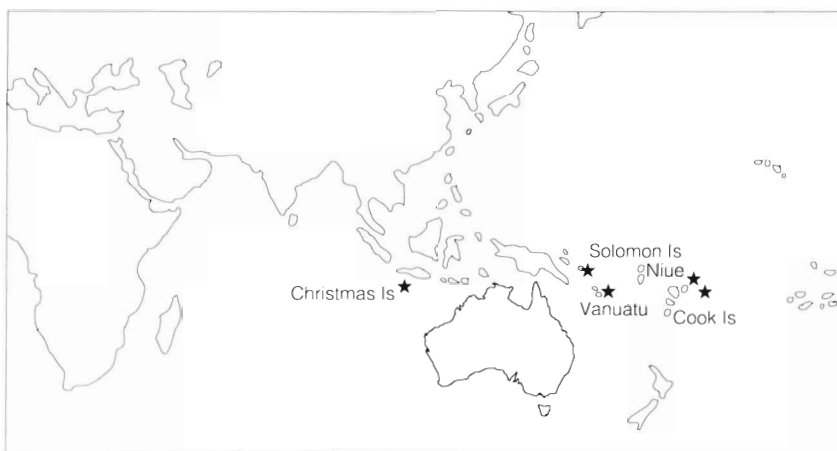 Solomon Is
Niue
Christmas Is
Vanuatu
Cook Is